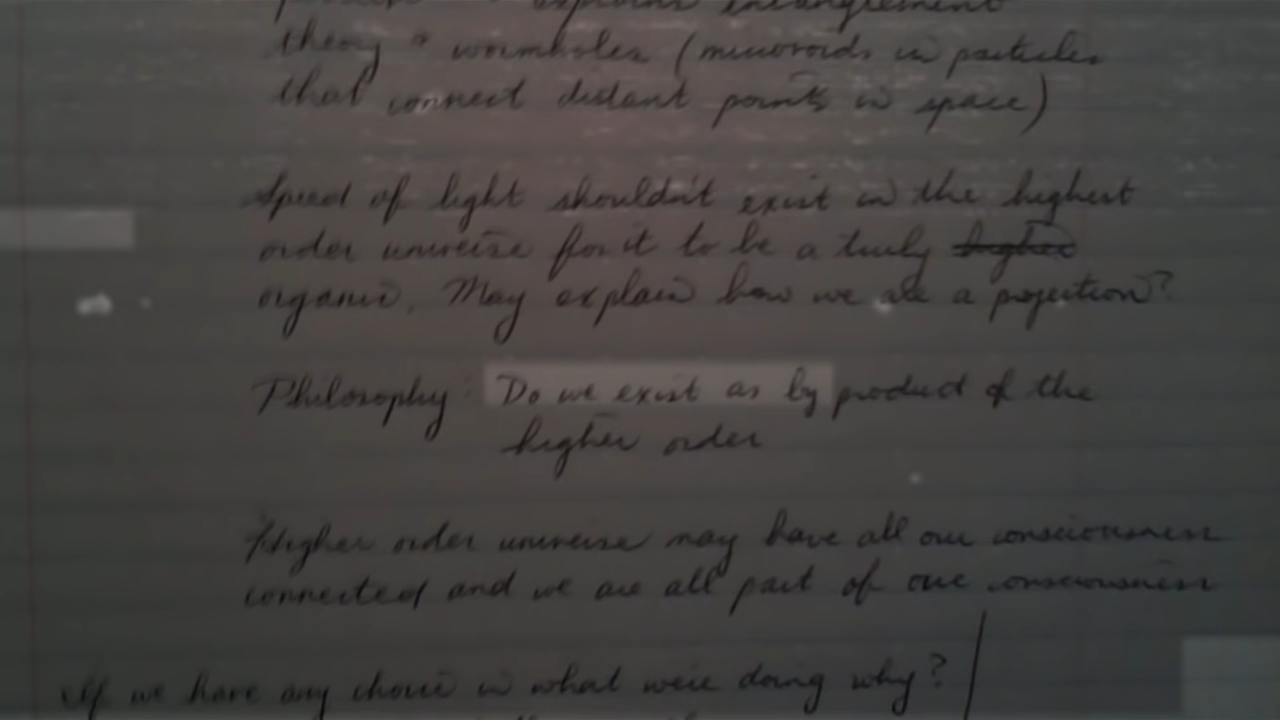 explains entanglement
theory & wormholes (microvoids in particles
that connect distant points in space)
Speed of light shouldn't exist in the highest
order universe for it to be a truly higher
organic. May explain how we are a projection?
Philosophy: Do we exist as by product of the
higher order
Higher order universe may have all our consciousness
connected and we are all part of one consciousness
If we have any choice in what we're doing why?